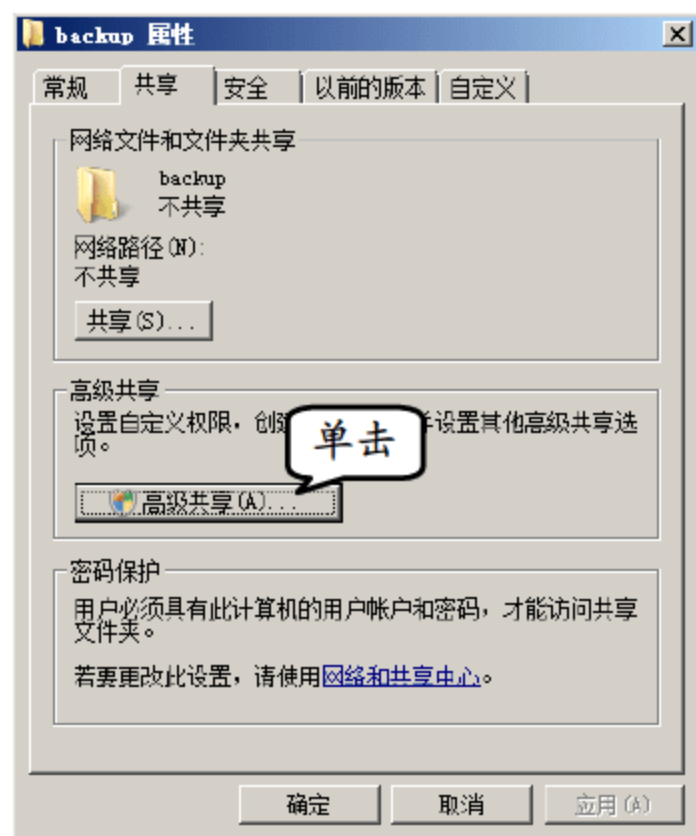 backup 属性
常规 共享 安全 以前的版本 自定义
网络文件和文件夹共享
backup
不共享
网络路径(N):
不共享
共享(S)...
高级共享
设置自定义权限，创 设置其他高级共享选
项。
单击
高级共享(A)...
密码保护
用户必须具有此计算机的用户帐户和密码，才能访问共享
文件夹。
若要更改此设置，请使用网络和共享中心。
确定 取消 应用(A)